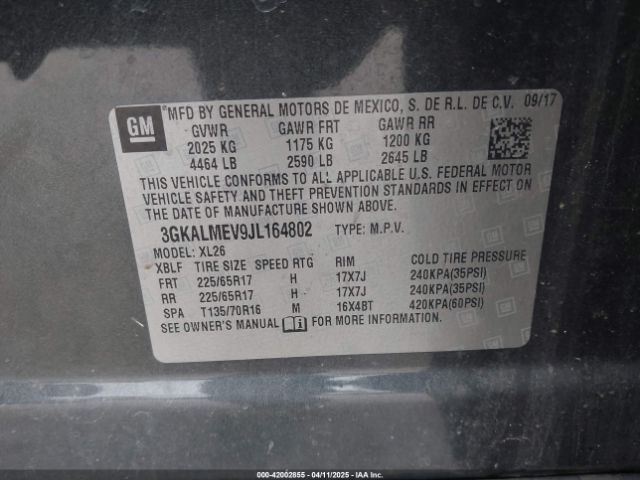 GM
MFD BY GENERAL MOTORS DE MEXICO, S. DE R.L. DE C.V. 09/17
GVWR GAWR FRT GAWR RR
2025 KG 1175 KG 1200 KG
4464 LB 2590 LB 2645 LB
THIS VEHICLE CONFORMS TO ALL APPLICABLE U.S. FEDERAL MOTOR
VEHICLE SAFETY AND THEFT PREVENTION STANDARDS IN EFFECT ON
THE DATE OF MANUFACTURE SHOWN ABOVE.
3GKALMEV9JL164802 TYPE: M.P.V.
MODEL: XL26
XBLF TIRE SIZE SPEED RTG RIM COLD TIRE PRESSURE
FRT 225/65R17 H 17X7J 240KPA(35PSI)
RR 225/65R17 H 17X7J 240KPA(35PSI)
SPA T135/70R16 M 16X4BT 420KPA(60PSI)
SEE OWNER'S MANUAL FOR MORE INFORMATION.
000-42002855 - 04/11/2025 - IAA Inc.